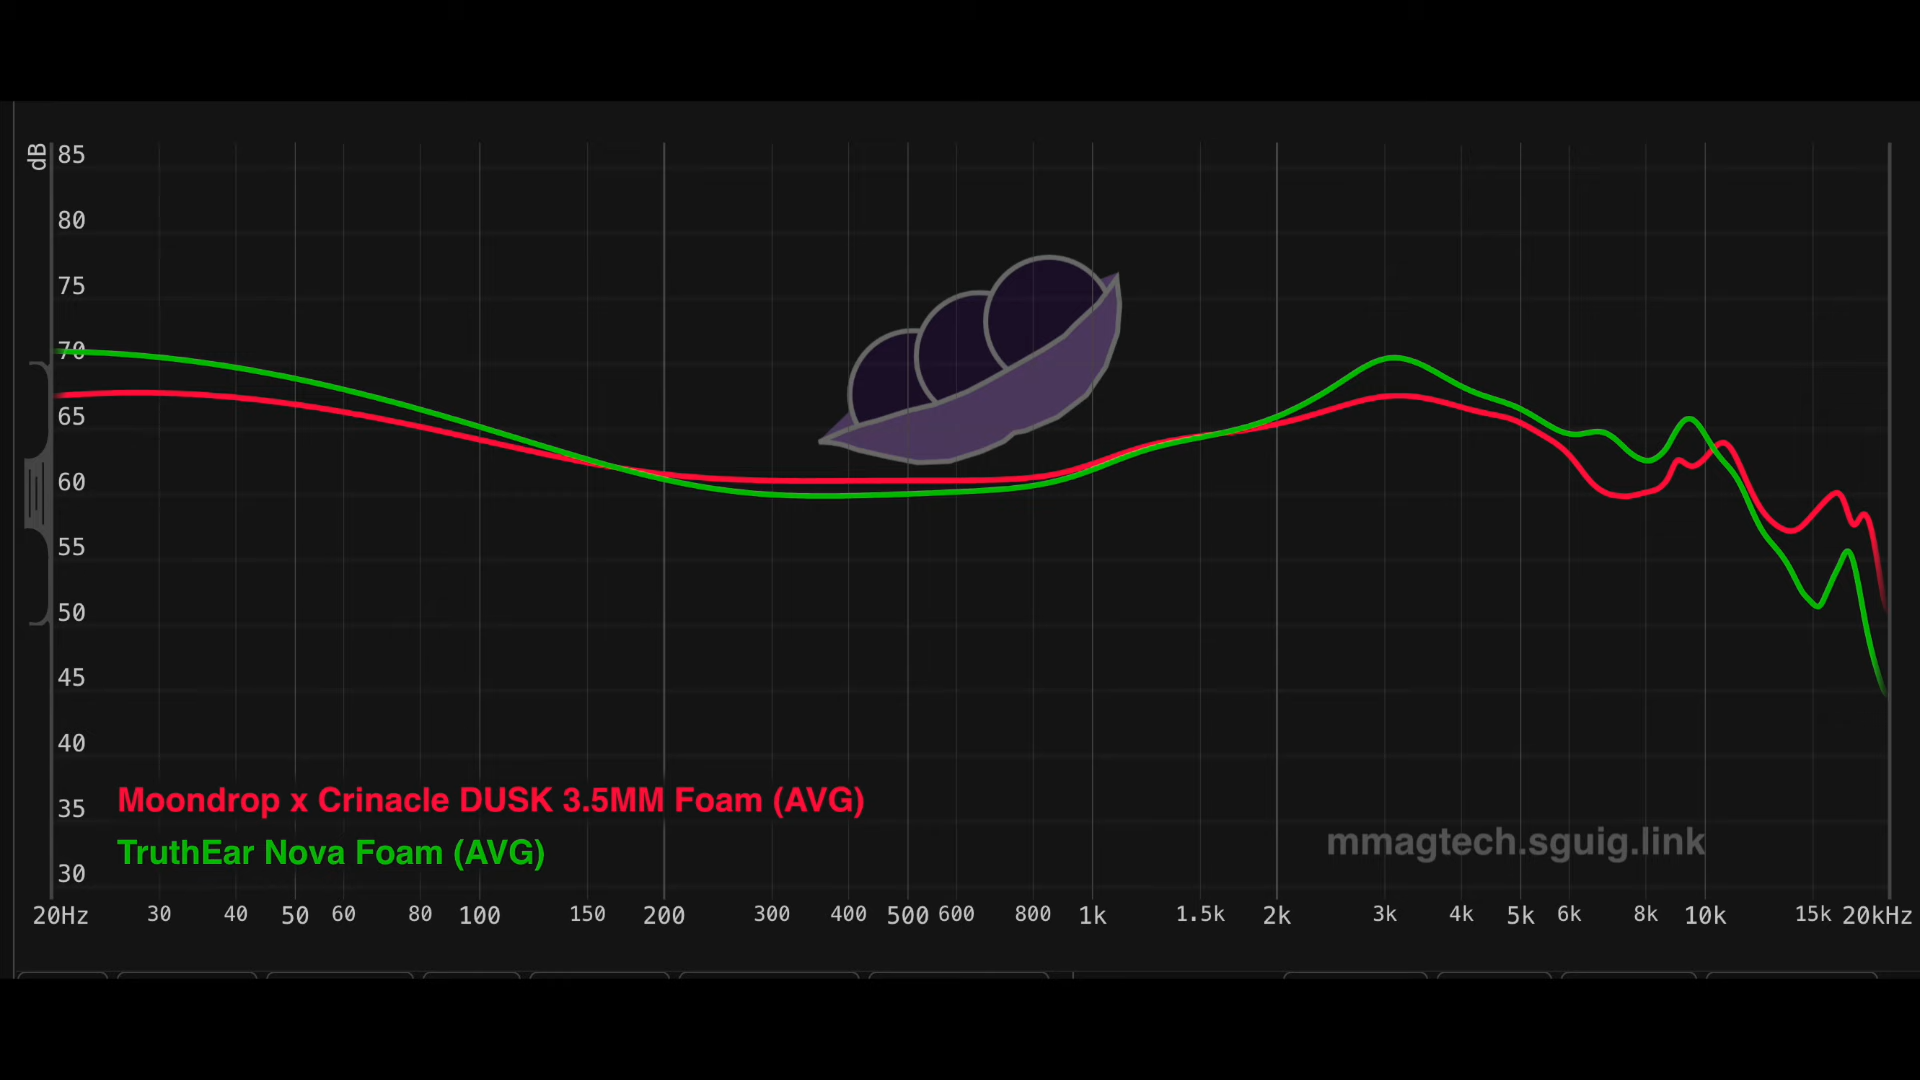 dB
85
80
75
70
65
60
55
50
45
40
35
30
Moondrop x Crinacle DUSK 3.5MM Foam (AVG)
TruthEar Nova Foam (AVG)
mmagtech.squig.link
20Hz 30 40 50 60 80 100 150 200 300 400 500 600 800 1k 1.5k 2k 3k 4k 5k 6k 8k 10k 15k 20kHz